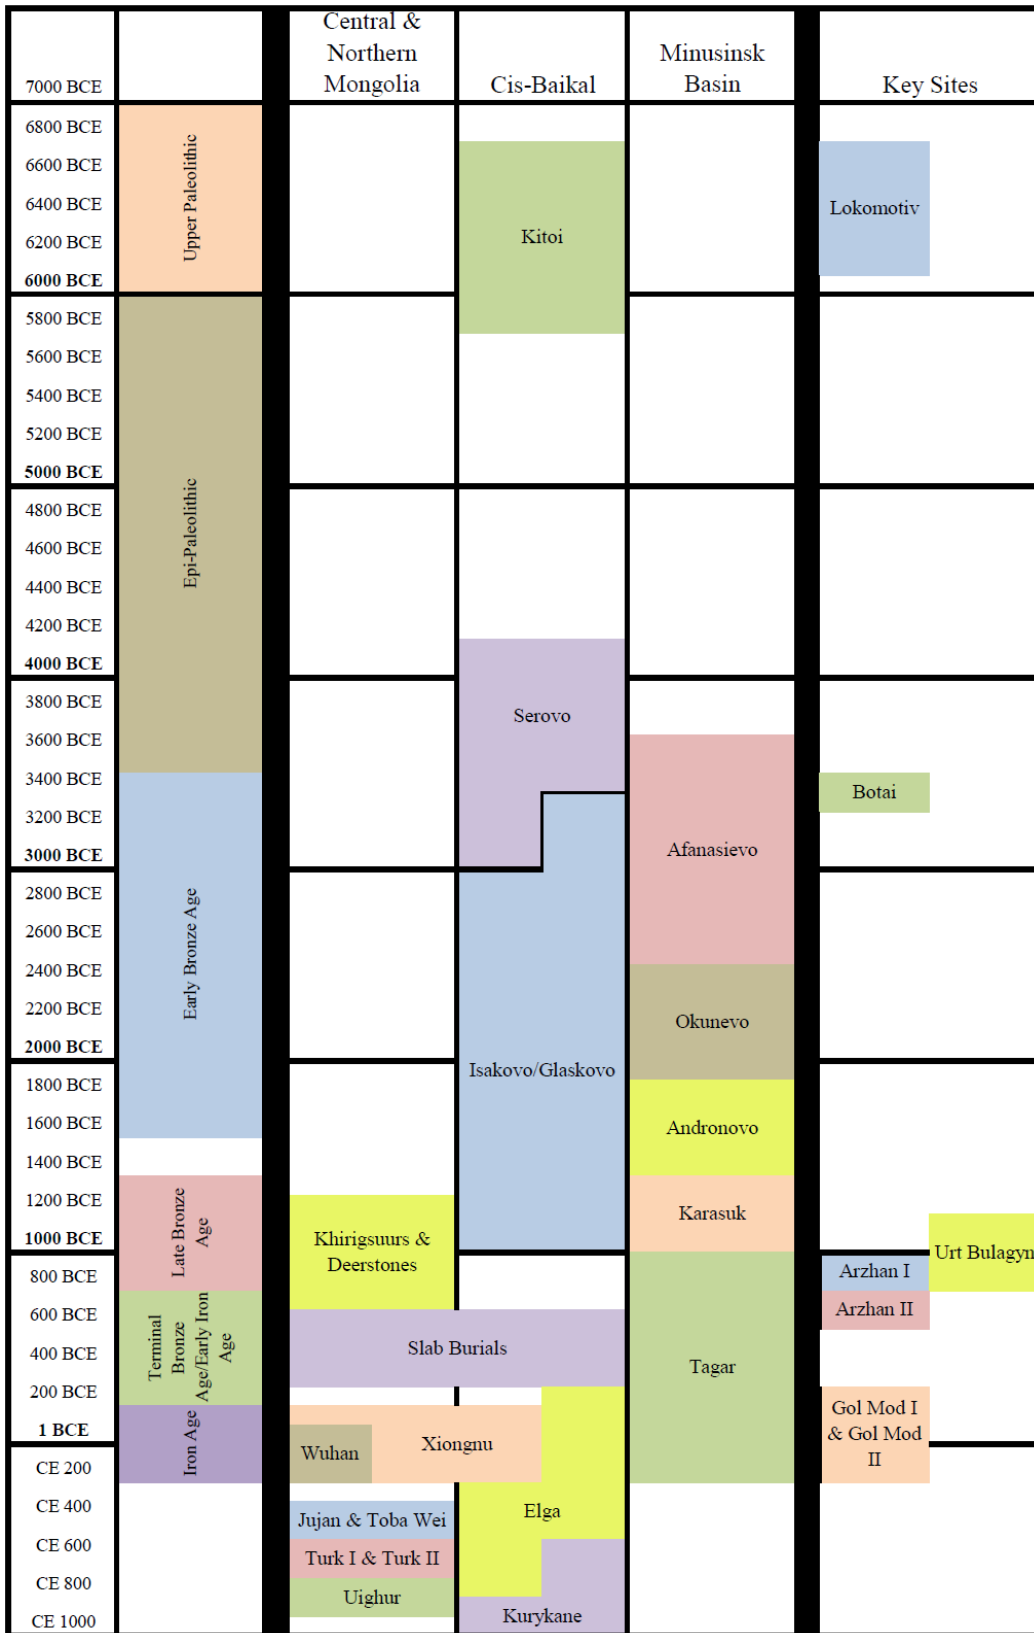 Central &
Northern
Mongolia
Cis-Baikal
Minusinsk
Basin
Key Sites
7000 BCE
6800 BCE
6600 BCE
6400 BCE
6200 BCE
6000 BCE
5800 BCE
5600 BCE
5400 BCE
5200 BCE
5000 BCE
4800 BCE
4600 BCE
4400 BCE
4200 BCE
4000 BCE
3800 BCE
3600 BCE
3400 BCE
3200 BCE
3000 BCE
2800 BCE
2600 BCE
2400 BCE
2200 BCE
2000 BCE
1800 BCE
1600 BCE
1400 BCE
1200 BCE
1000 BCE
800 BCE
600 BCE
400 BCE
200 BCE
1 BCE
CE 200
CE 400
CE 600
CE 800
CE 1000
Upper Paleolithic
Epi-Paleolithic
Early Bronze Age
Late Bronze
Age
Terminal
Bronze
Age/Early Iron
Age
Iron Age
Khirigsuurs &
Deerstones
Slab Burials
Wuhan
Xiongnu
Jujan & Toba Wei
Turk I & Turk II
Uighur
Kitoi
Serovo
Isakovo/Glaskovo
Elga
Kurykane
Afanasievo
Okunevo
Andronovo
Karasuk
Tagar
Lokomotiv
Botai
Urt Bulagyn
Arzhan I
Arzhan II
Gol Mod I
& Gol Mod
II